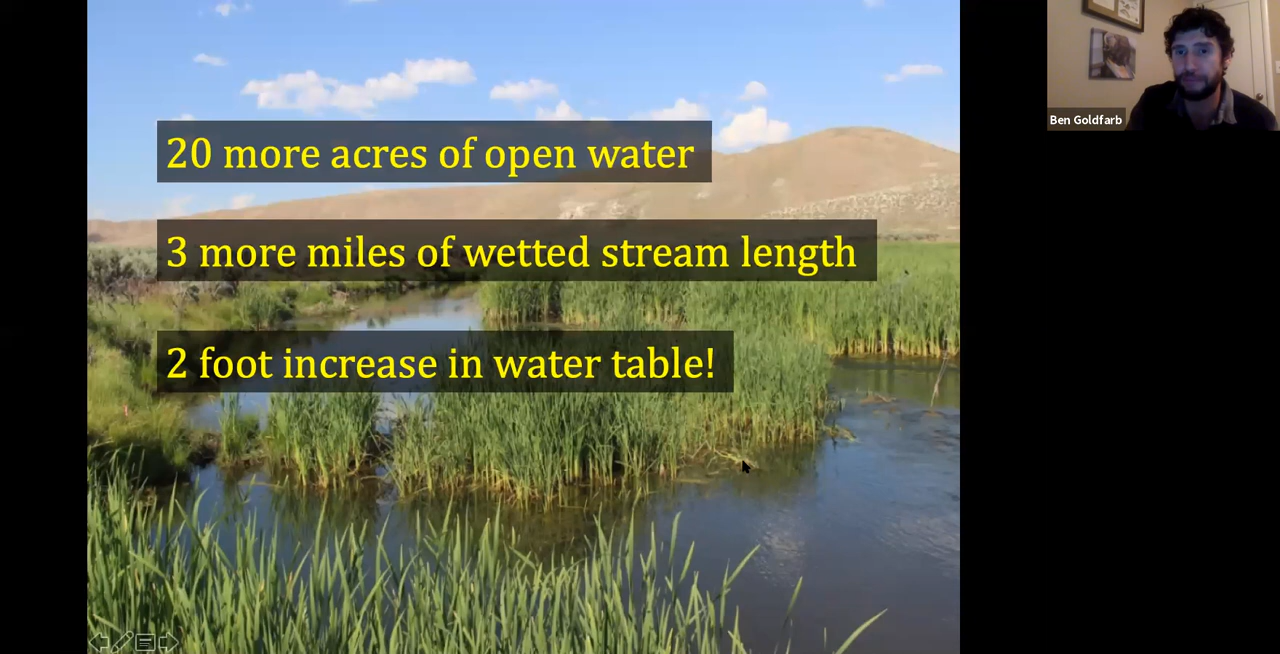 20 more acres of open water
3 more miles of wetted stream length
2 foot increase in water table!
Ben Goldfarb